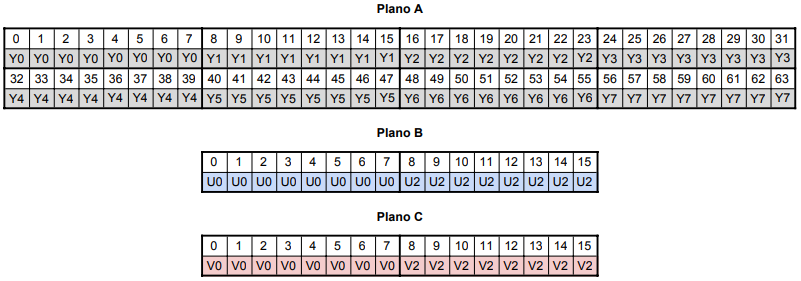 Plano A
0 1 2 3 4 5 6 7 8 9 10 11 12 13 14 15 16 17 18 19 20 21 22 23 24 25 26 27 28 29 30 31
Y0 Y0 Y0 Y0 Y0 Y0 Y0 Y0 Y1 Y1 Y1 Y1 Y1 Y1 Y1 Y1 Y2 Y2 Y2 Y2 Y2 Y2 Y2 Y2 Y3 Y3 Y3 Y3 Y3 Y3 Y3 Y3
32 33 34 35 36 37 38 39 40 41 42 43 44 45 46 47 48 49 50 51 52 53 54 55 56 57 58 59 60 61 62 63
Y4 Y4 Y4 Y4 Y4 Y4 Y4 Y4 Y5 Y5 Y5 Y5 Y5 Y5 Y5 Y5 Y6 Y6 Y6 Y6 Y6 Y6 Y6 Y6 Y7 Y7 Y7 Y7 Y7 Y7 Y7 Y7
Plano B
0 1 2 3 4 5 6 7 8 9 10 11 12 13 14 15
U0 U0 U0 U0 U0 U0 U0 U0 U2 U2 U2 U2 U2 U2 U2 U2
Plano C
0 1 2 3 4 5 6 7 8 9 10 11 12 13 14 15
V0 V0 V0 V0 V0 V0 V0 V0 V2 V2 V2 V2 V2 V2 V2 V2